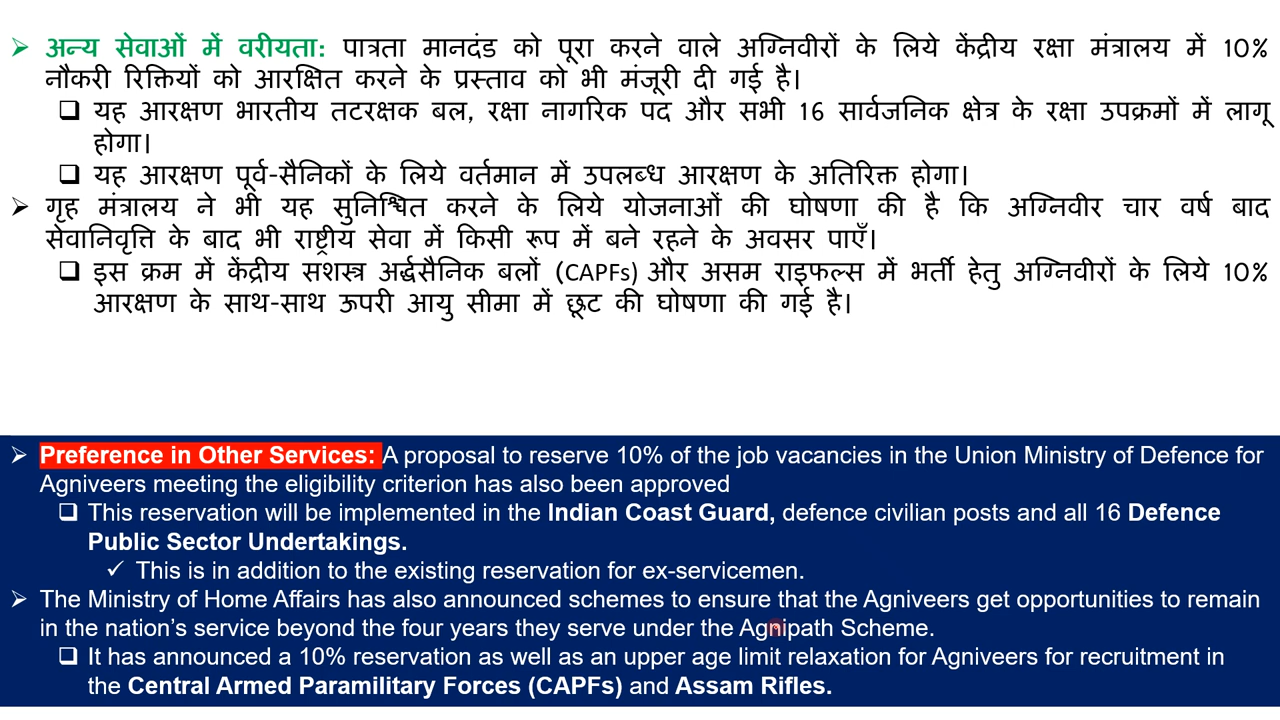 ➢ अन्य सेवाओं में वरीयता: पात्रता मानदंड को पूरा करने वाले अग्निवीरों के लिये केंद्रीय रक्षा मंत्रालय में 10%
नौकरी रिक्तियों को आरक्षित करने के प्रस्ताव को भी मंजूरी दी गई है।
❑ यह आरक्षण भारतीय तटरक्षक बल, रक्षा नागरिक पद और सभी 16 सार्वजनिक क्षेत्र के रक्षा उपक्रमों में लागू
होगा।
❑ यह आरक्षण पूर्व-सैनिकों के लिये वर्तमान में उपलब्ध आरक्षण के अतिरिक्त होगा।
➢ गृह मंत्रालय ने भी यह सुनिश्चित करने के लिये योजनाओं की घोषणा की है कि अग्निवीर चार वर्ष बाद
सेवानिवृत्ति के बाद भी राष्ट्रीय सेवा में किसी रूप में बने रहने के अवसर पाएँ।
❑ इस क्रम में केंद्रीय सशस्त्र अर्द्धसैनिक बलों (CAPFs) और असम राइफल्स में भर्ती हेतु अग्निवीरों के लिये 10%
आरक्षण के साथ-साथ ऊपरी आयु सीमा में छूट की घोषणा की गई है।
➢ Preference in Other Services: A proposal to reserve 10% of the job vacancies in the Union Ministry of Defence for
Agniveers meeting the eligibility criterion has also been approved
❑ This reservation will be implemented in the Indian Coast Guard, defence civilian posts and all 16 Defence
Public Sector Undertakings.
✓ This is in addition to the existing reservation for ex-servicemen.
➢ The Ministry of Home Affairs has also announced schemes to ensure that the Agniveers get opportunities to remain
in the nation’s service beyond the four years they serve under the Agnipath Scheme.
❑ It has announced a 10% reservation as well as an upper age limit relaxation for Agniveers for recruitment in
the Central Armed Paramilitary Forces (CAPFs) and Assam Rifles.